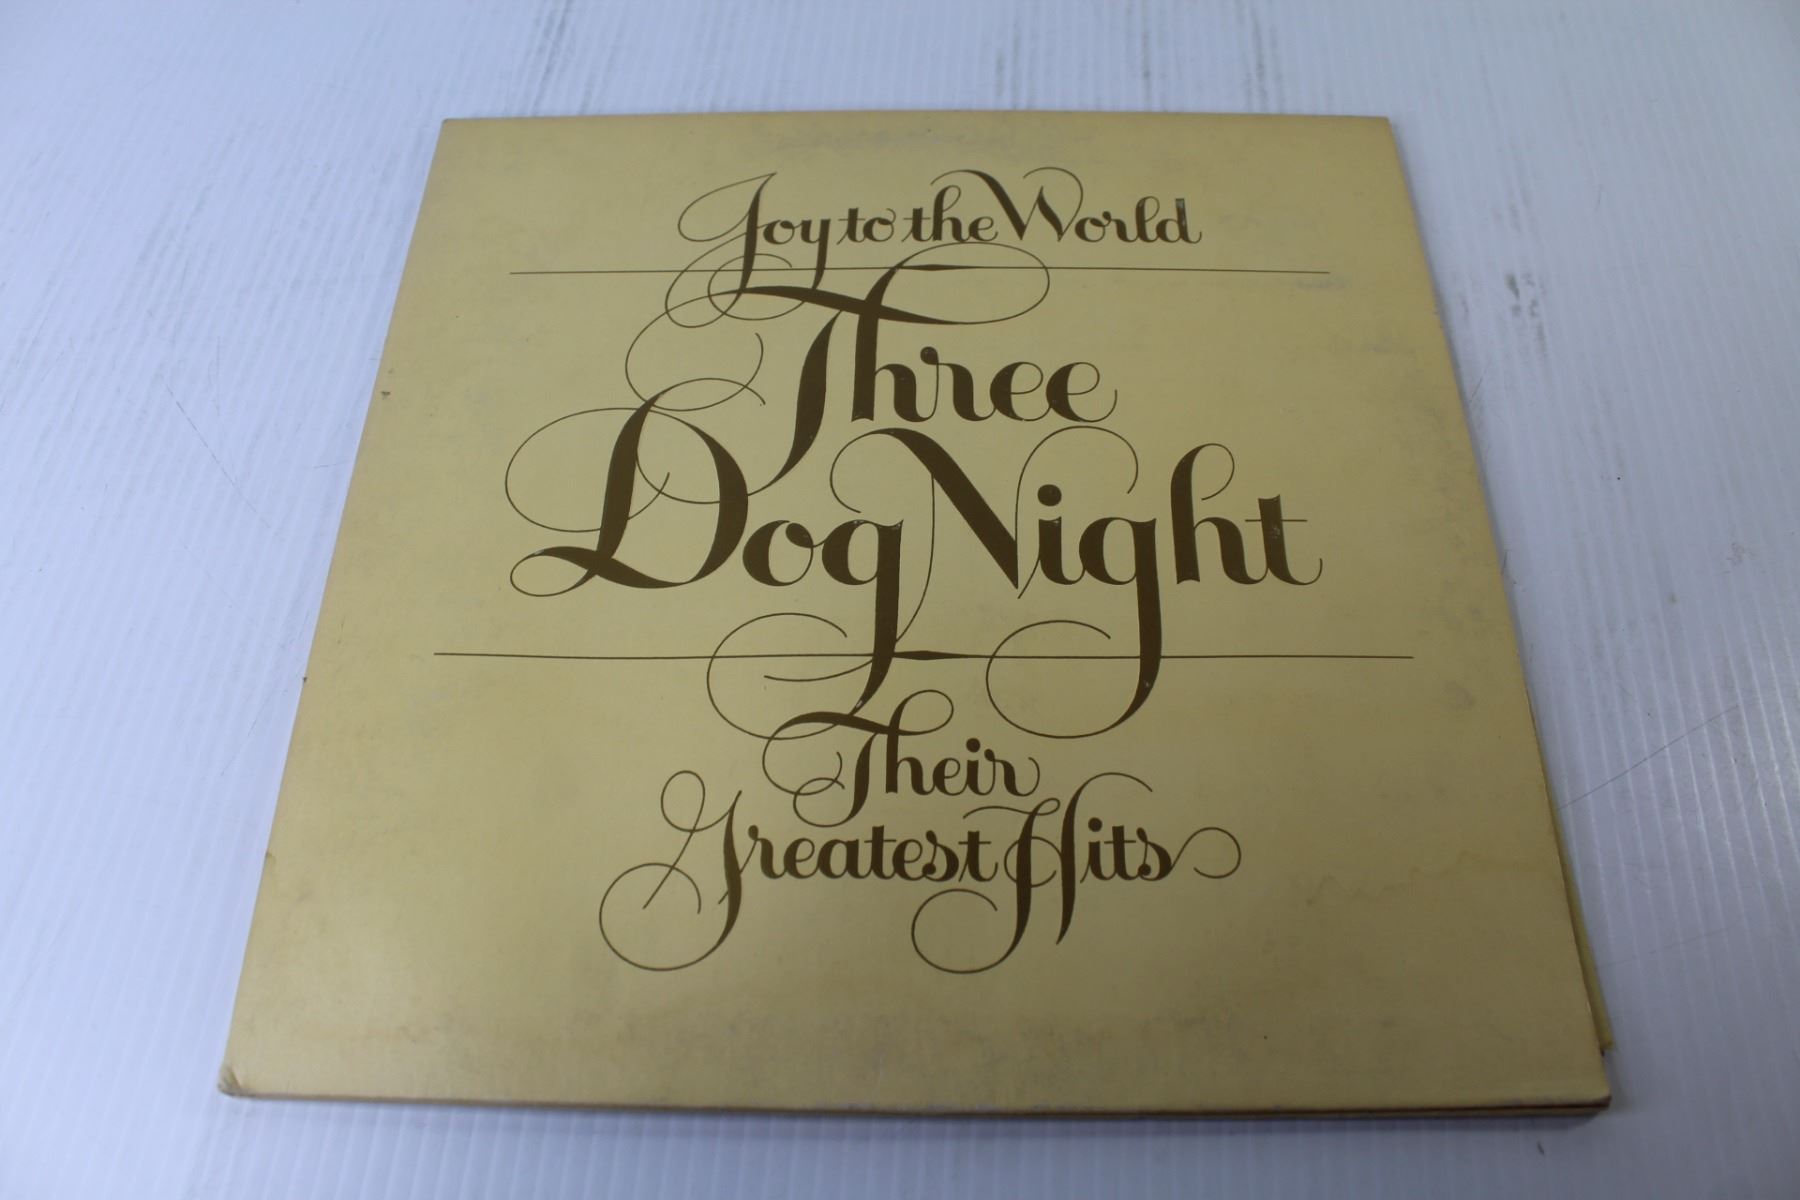 Joy to the World
Three
Dog Night
Their
Greatest Hits